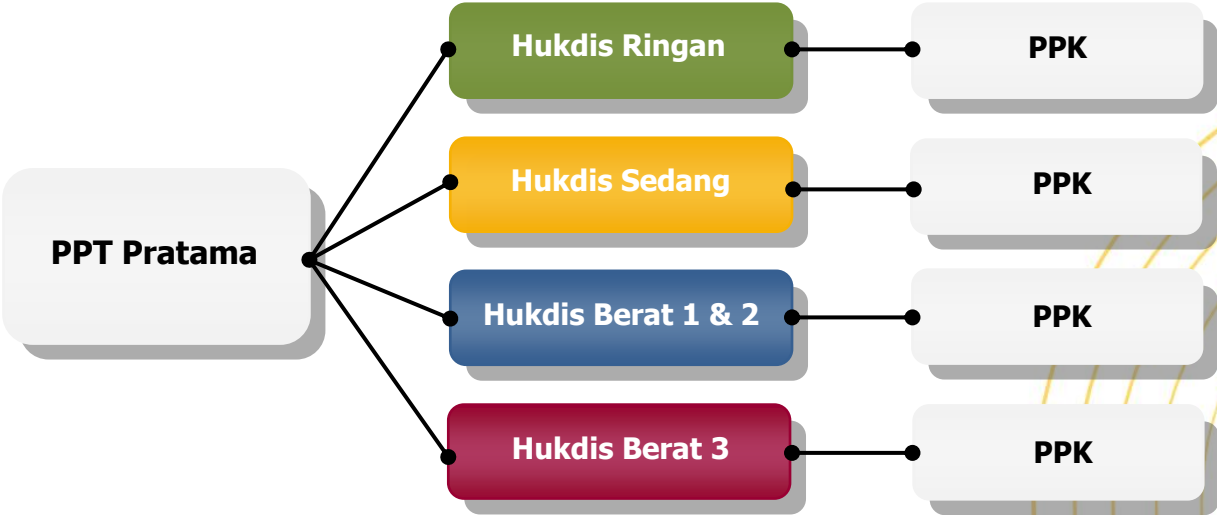 PPT Pratama
Hukdis Ringan
PPK
Hukdis Sedang
PPK
Hukdis Berat 1 & 2
PPK
Hukdis Berat 3
PPK